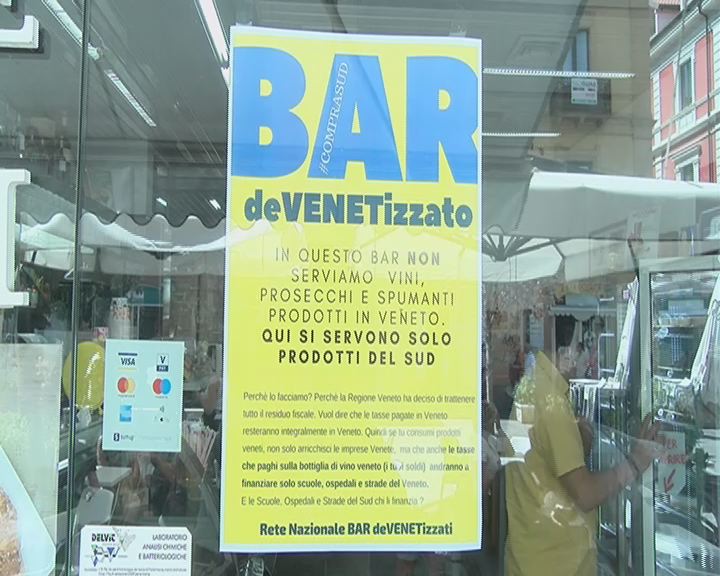 BAR
#COMPRASUD
deVENETizzato
IN QUESTO BAR NON
SERVIAMO VINI,
PROSECCHI E SPUMANTI
PRODOTTI IN VENETO.
QUI SI SERVONO SOLO
PRODOTTI DEL SUD
Perchè lo facciamo? Perchè la Regione Veneto ha deciso di trattenere
tutto il residuo fiscale. Vuol dire che le tasse pagate in Veneto
resteranno integralmente in Veneto. Quindi se tu consumi prodotti
veneti, non solo arricchisci le imprese Venete, ma che anche le tasse
che paghi sulla bottiglia di vino veneto (i tuoi soldi) andranno a
finanziare solo scuole, ospedali e strade del Veneto.
E le Scuole, Ospedali e Strade del Sud chi li finanzia ?
Rete Nazionale BAR deVENETizzati
VISA
V
PAY
DELVIT
LABORATORIO
ANALISI CHIMICHE
E BATTERIOLOGICHE